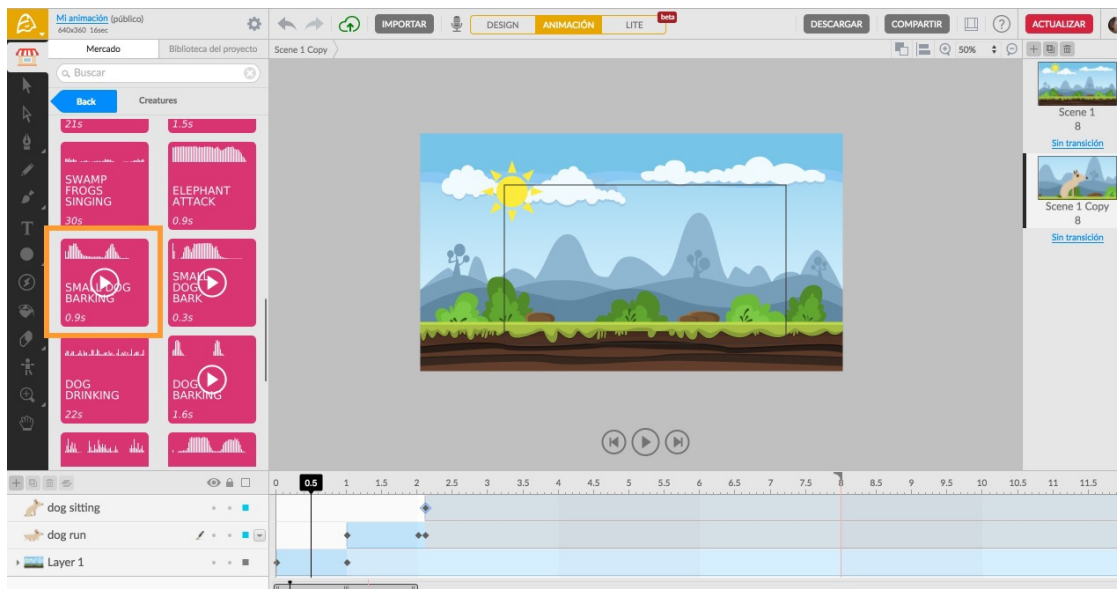 Mi animación (público)
640x360 16sec
IMPORTAR
DESIGN ANIMACIÓN LITE
beta
DESCARGAR
COMPARTIR
?
ACTUALIZAR
Mercado
Biblioteca del proyecto
Scene 1 Copy
50%
Buscar
Back
Creatures
21s
1.5s
SWAMP
FROGS
SINGING
30s
ELEPHANT
ATTACK
0.9s
SMALL DOG
BARKING
0.9s
SMALL
DOG
BARK
0.3s
DOG
DRINKING
22s
DOG
BARKING
1.6s
T
Scene 1
8
Sin transición
Scene 1 Copy
8
Sin transición
0 0.5 1 1.5 2 2.5 3 3.5 4 4.5 5 5.5 6 6.5 7 7.5 8 8.5 9 9.5 10 10.5 11 11.5
dog sitting
dog run
Layer 1